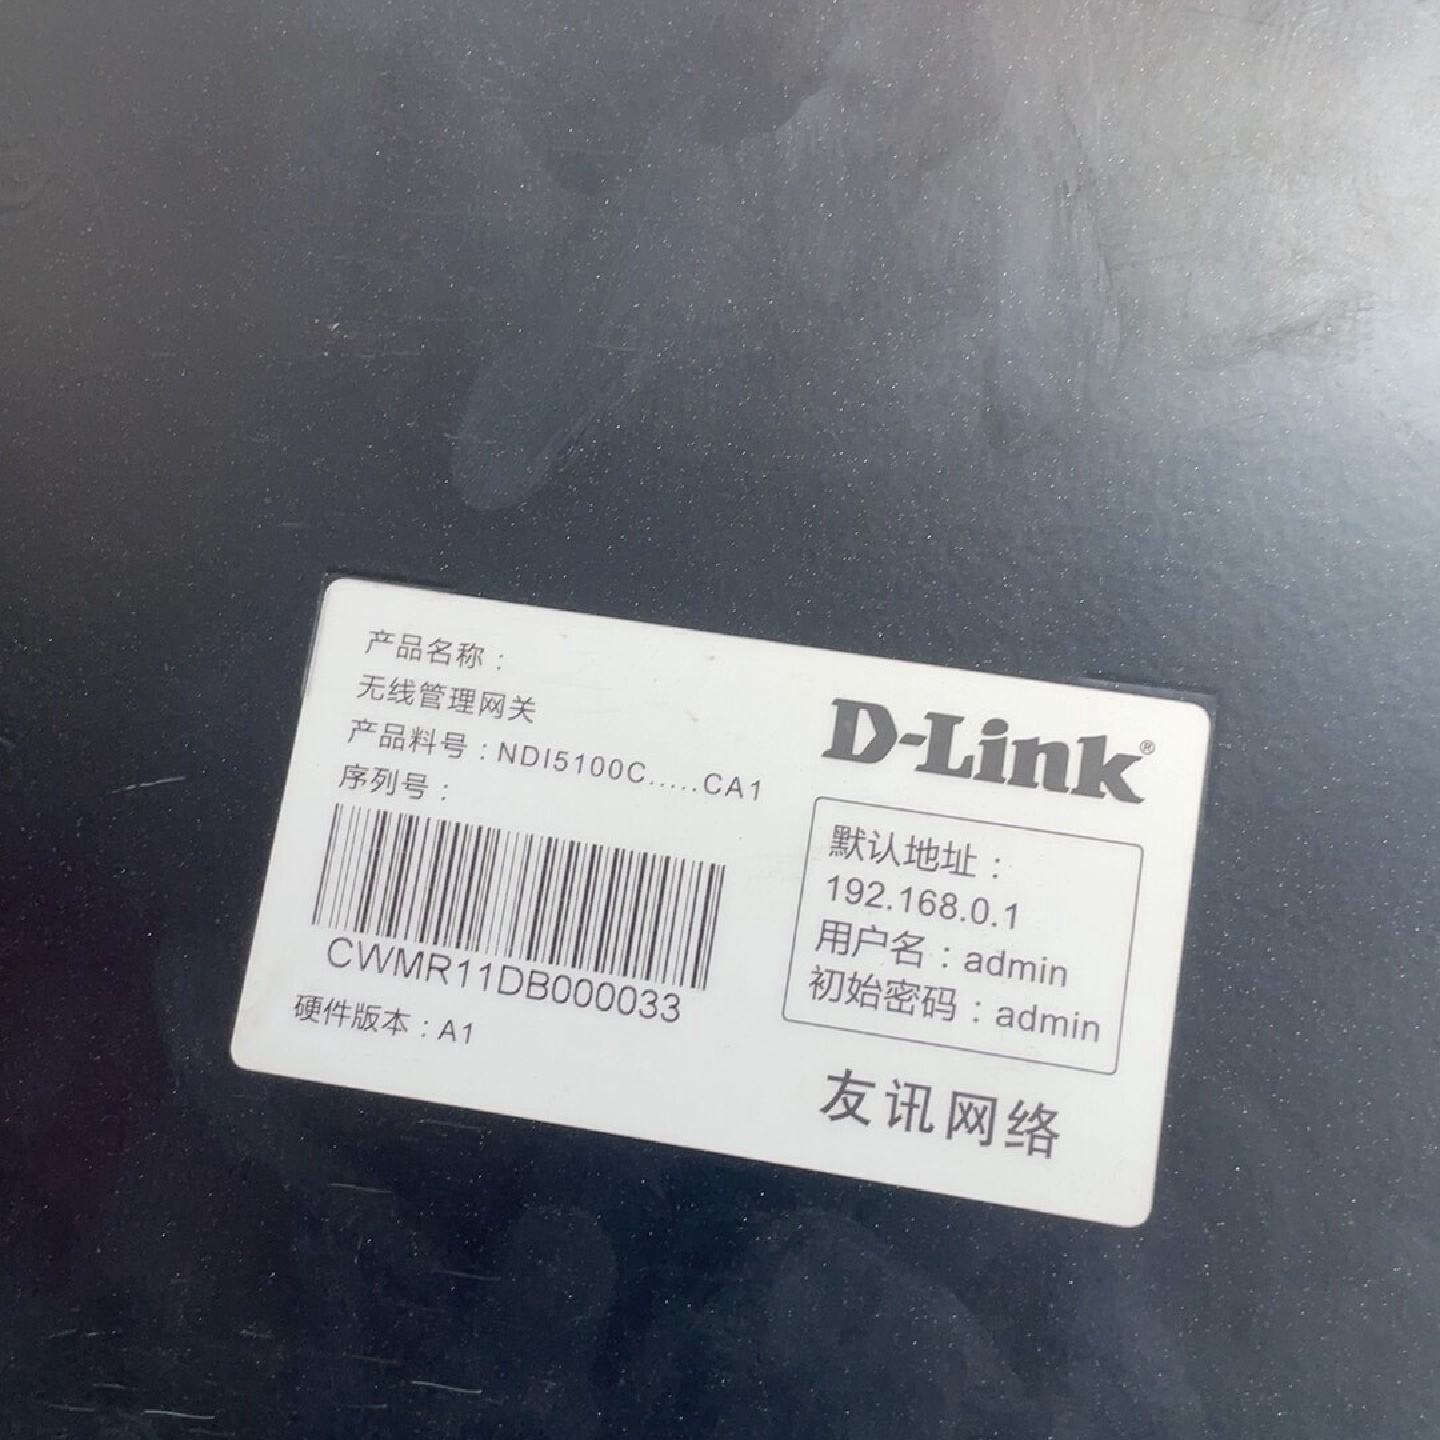 产品名称：
无线管理网关
产品料号：NDI5100C.....CA1
序列号：
CWMR11DB000033
硬件版本：A1
D-Link®
默认地址：
192.168.0.1
用户名：admin
初始密码：admin
友讯网络